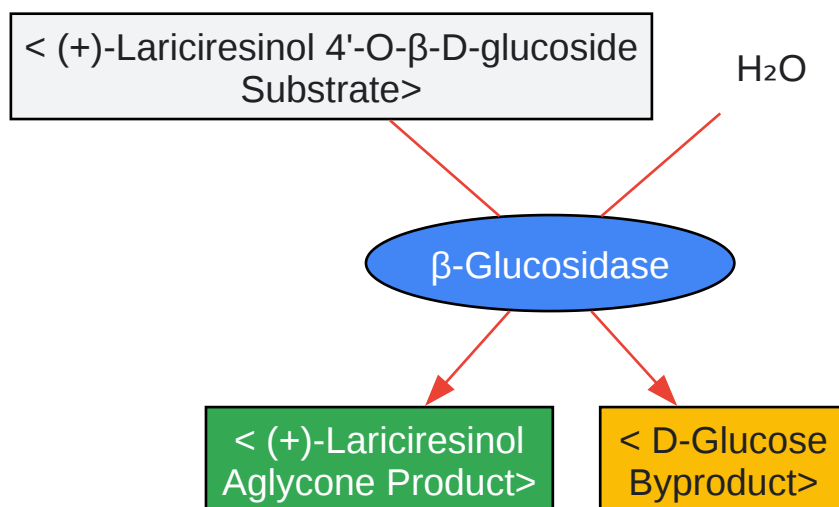 < (+)-Lariciresinol 4'-O-β-D-glucoside
Substrate>
H₂O
β-Glucosidase
< (+)-Lariciresinol
Aglycone Product>
< D-Glucose
Byproduct>